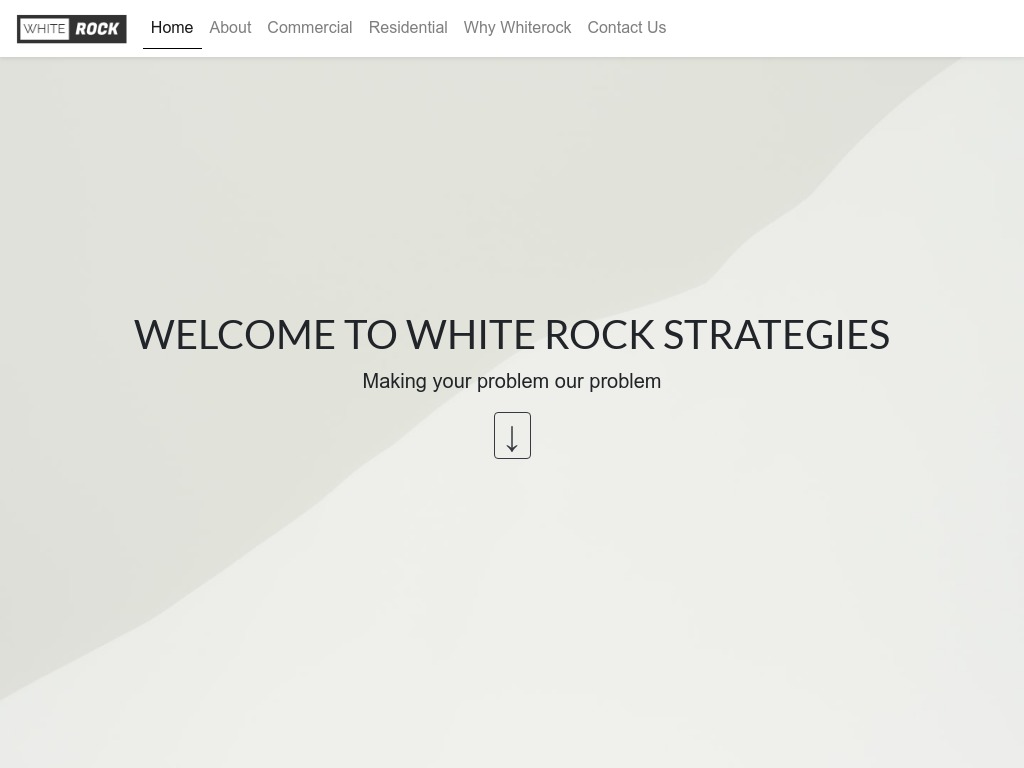 WHITE ROCK Home About Commercial Residential Why Whiterock Contact Us
WELCOME TO WHITE ROCK STRATEGIES
Making your problem our problem
↓